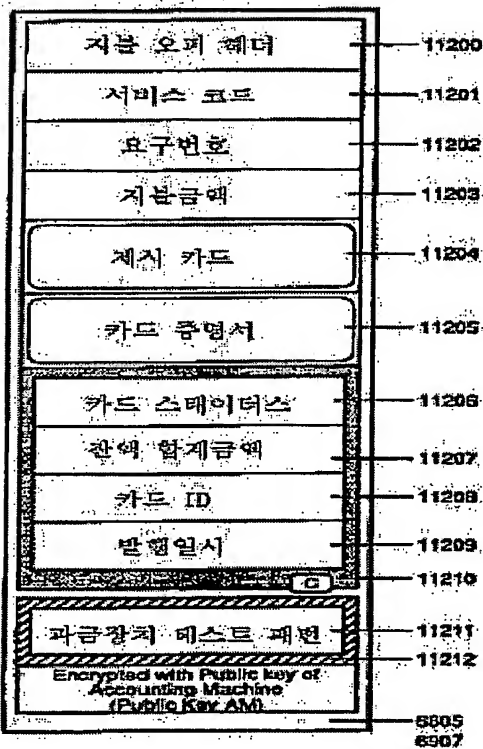 지불 오퍼 헤더 11200
서비스 코드 11201
요구번호 11202
지불금액 11203
제시 카드 11204
카드 증명서 11205
카드 스테이터스 11206
잔액 합계금액 11207
카드 ID 11208
발행일시 11209
C 11210
과금장치 테스트 패턴 11211
11212
Encrypted with Public key of
Accounting Machine
(Public Key AM)
6805
6907